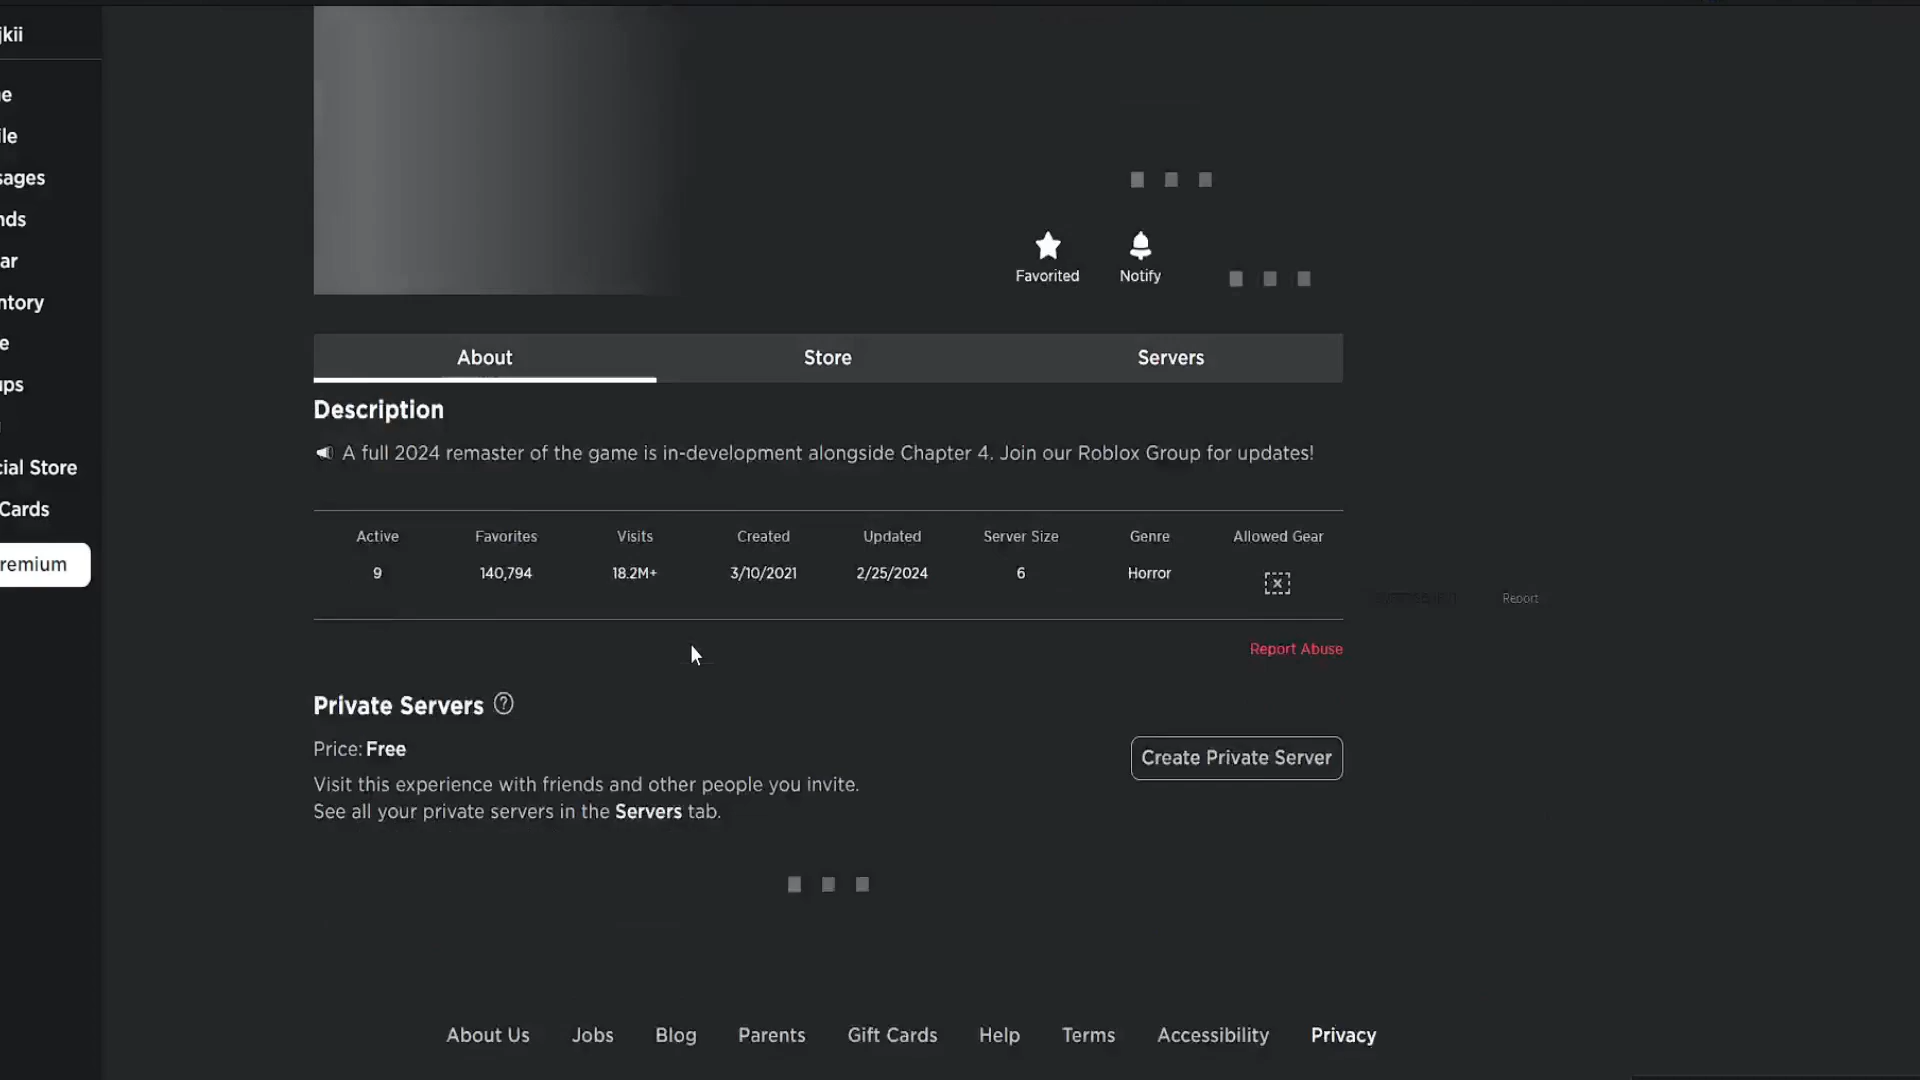 jkii
e
ile
sages
nds
ar
ntory
e
ups
cial Store
Cards
remium
Favorited
Notify
About Store Servers
Description
A full 2024 remaster of the game is in-development alongside Chapter 4. Join our Roblox Group for updates!
Active Favorites Visits Created Updated Server Size Genre Allowed Gear
9 140,794 18.2M+ 3/10/2021 2/25/2024 6 Horror
Report
Report Abuse
Private Servers ?
Price: Free
Create Private Server
Visit this experience with friends and other people you invite.
See all your private servers in the Servers tab.
About Us Jobs Blog Parents Gift Cards Help Terms Accessibility Privacy